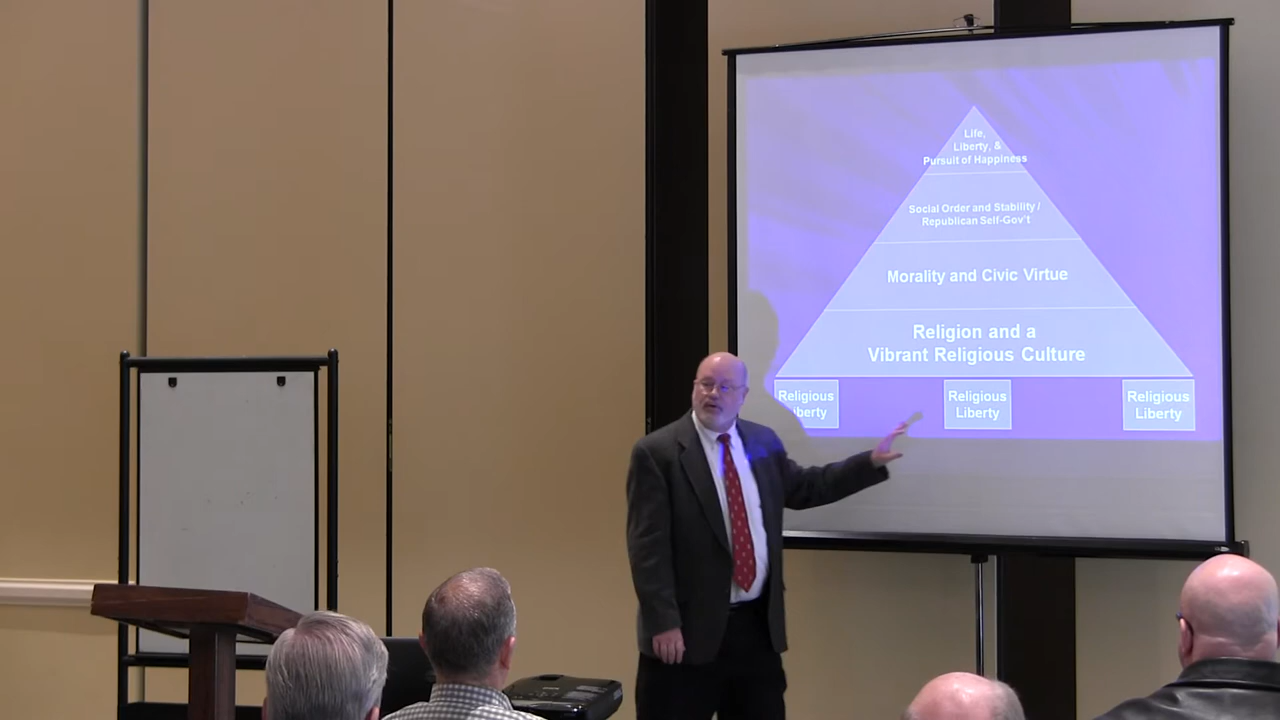 Life,
Liberty, &
Pursuit of Happiness
Social Order and Stability /
Republican Self-Gov't
Morality and Civic Virtue
Religion and a
Vibrant Religious Culture
Religious
Liberty
Religious
Liberty
Religious
Liberty